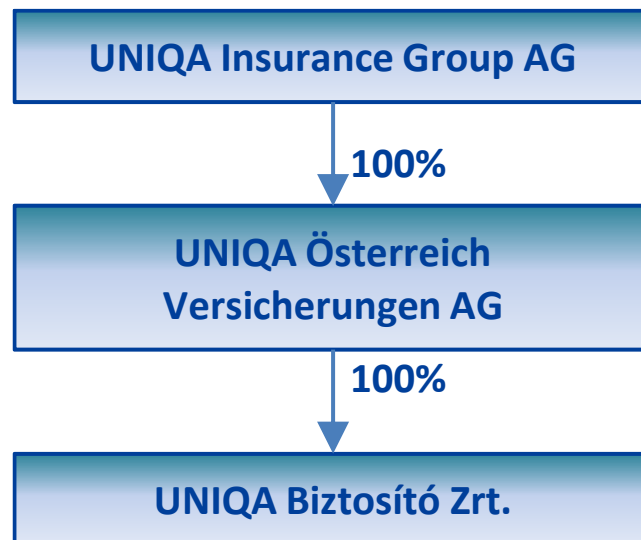 UNIQA Insurance Group AG
100%
UNIQA Österreich
Versicherungen AG
100%
UNIQA Biztosító Zrt.